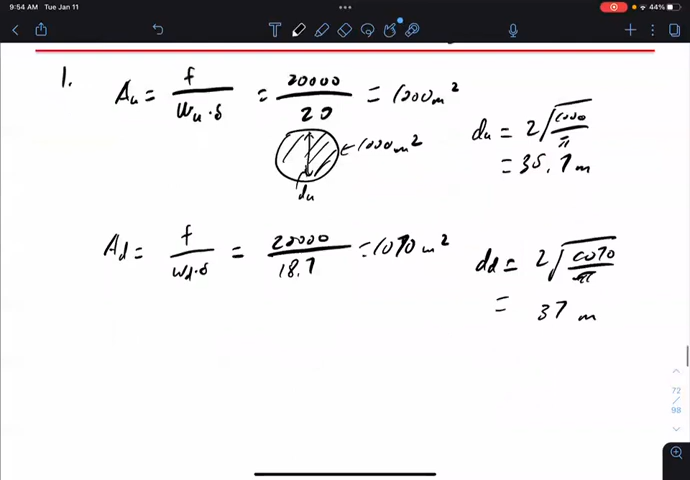 9:54 AM Tue Jan 11
44%
1.
Au = f / (wu · δ) = 20000 / 20 = 1000 m²
du = 2√(1000/π)
= 35.7 m
1000 m²
du
Ad = f / (wd · δ) = 20000 / 18.7 = 1070 m²
dd = 2√(1070/π)
= 37 m
72
/
98